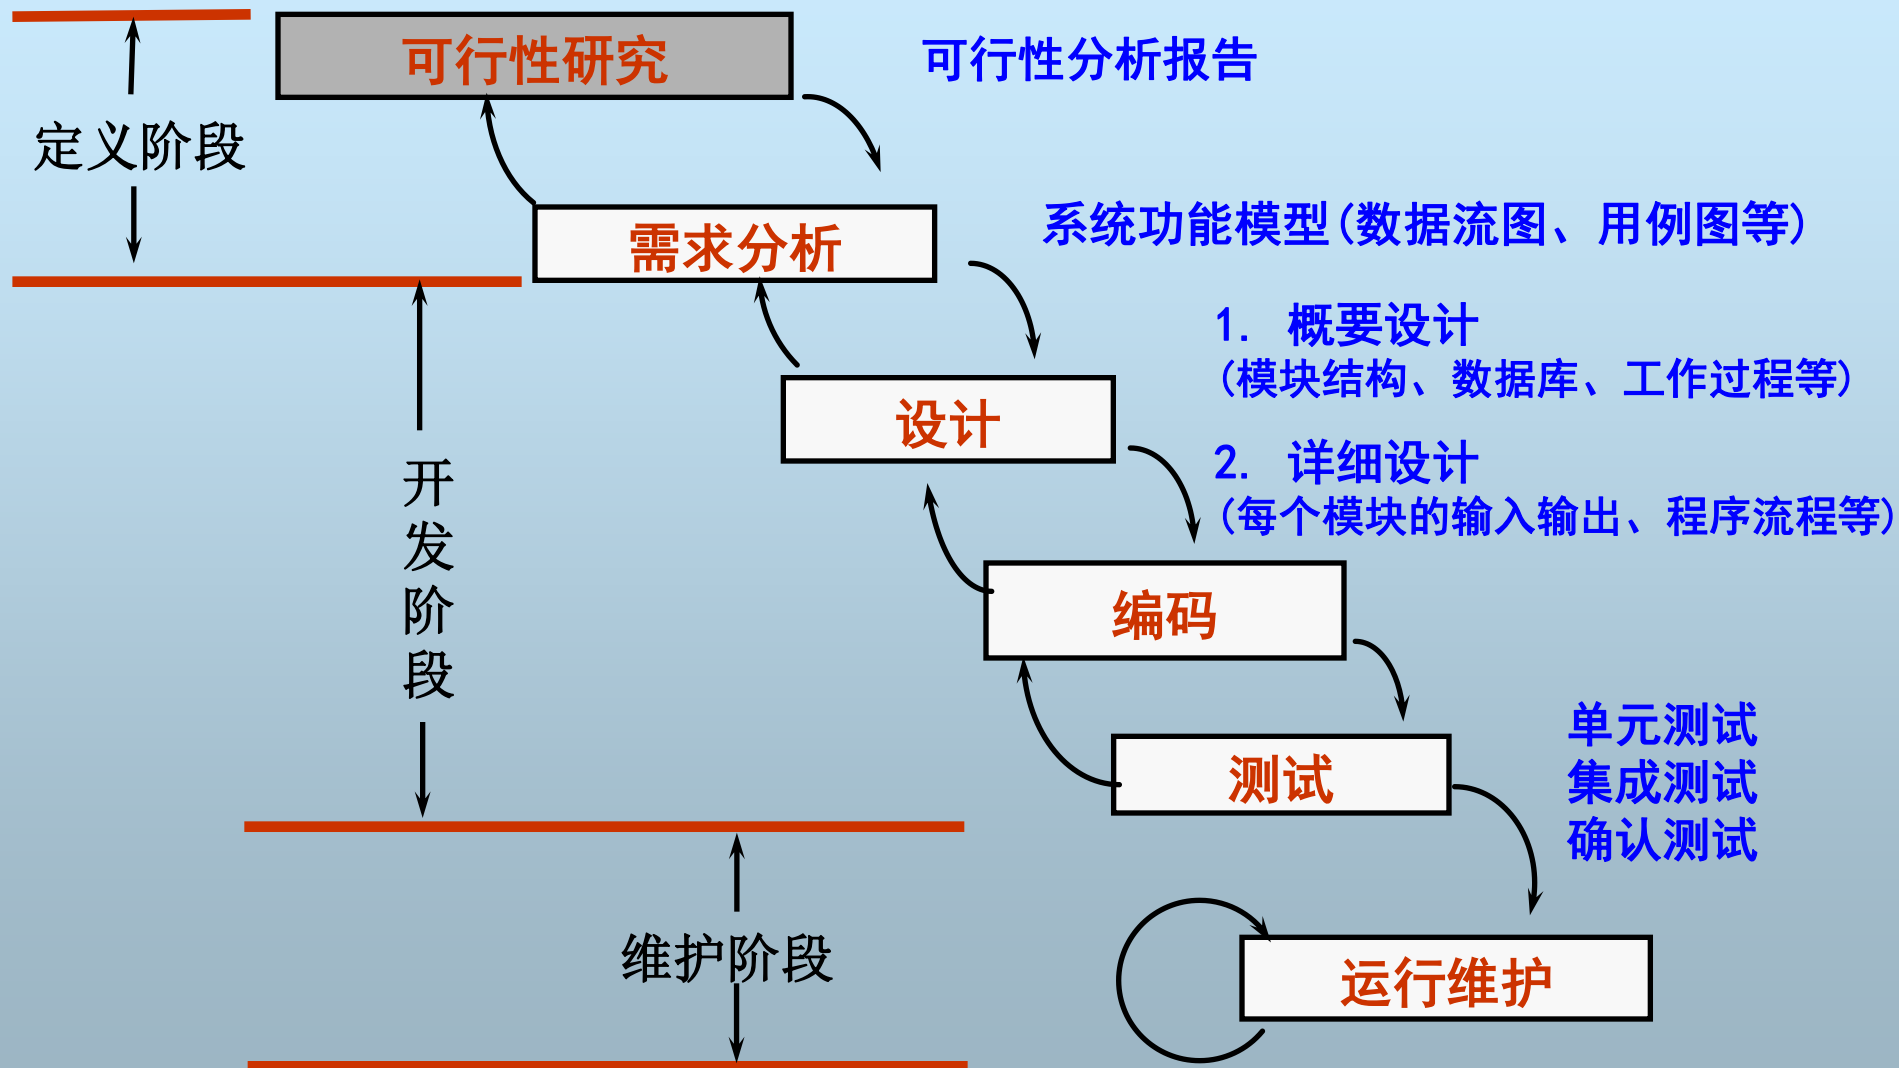 可行性研究
可行性分析报告
定义阶段
需求分析
系统功能模型(数据流图、用例图等)
1. 概要设计
(模块结构、数据库、工作过程等)
设计
2. 详细设计
(每个模块的输入输出、程序流程等)
开
发
阶
段
编码
测试
单元测试
集成测试
确认测试
维护阶段
运行维护